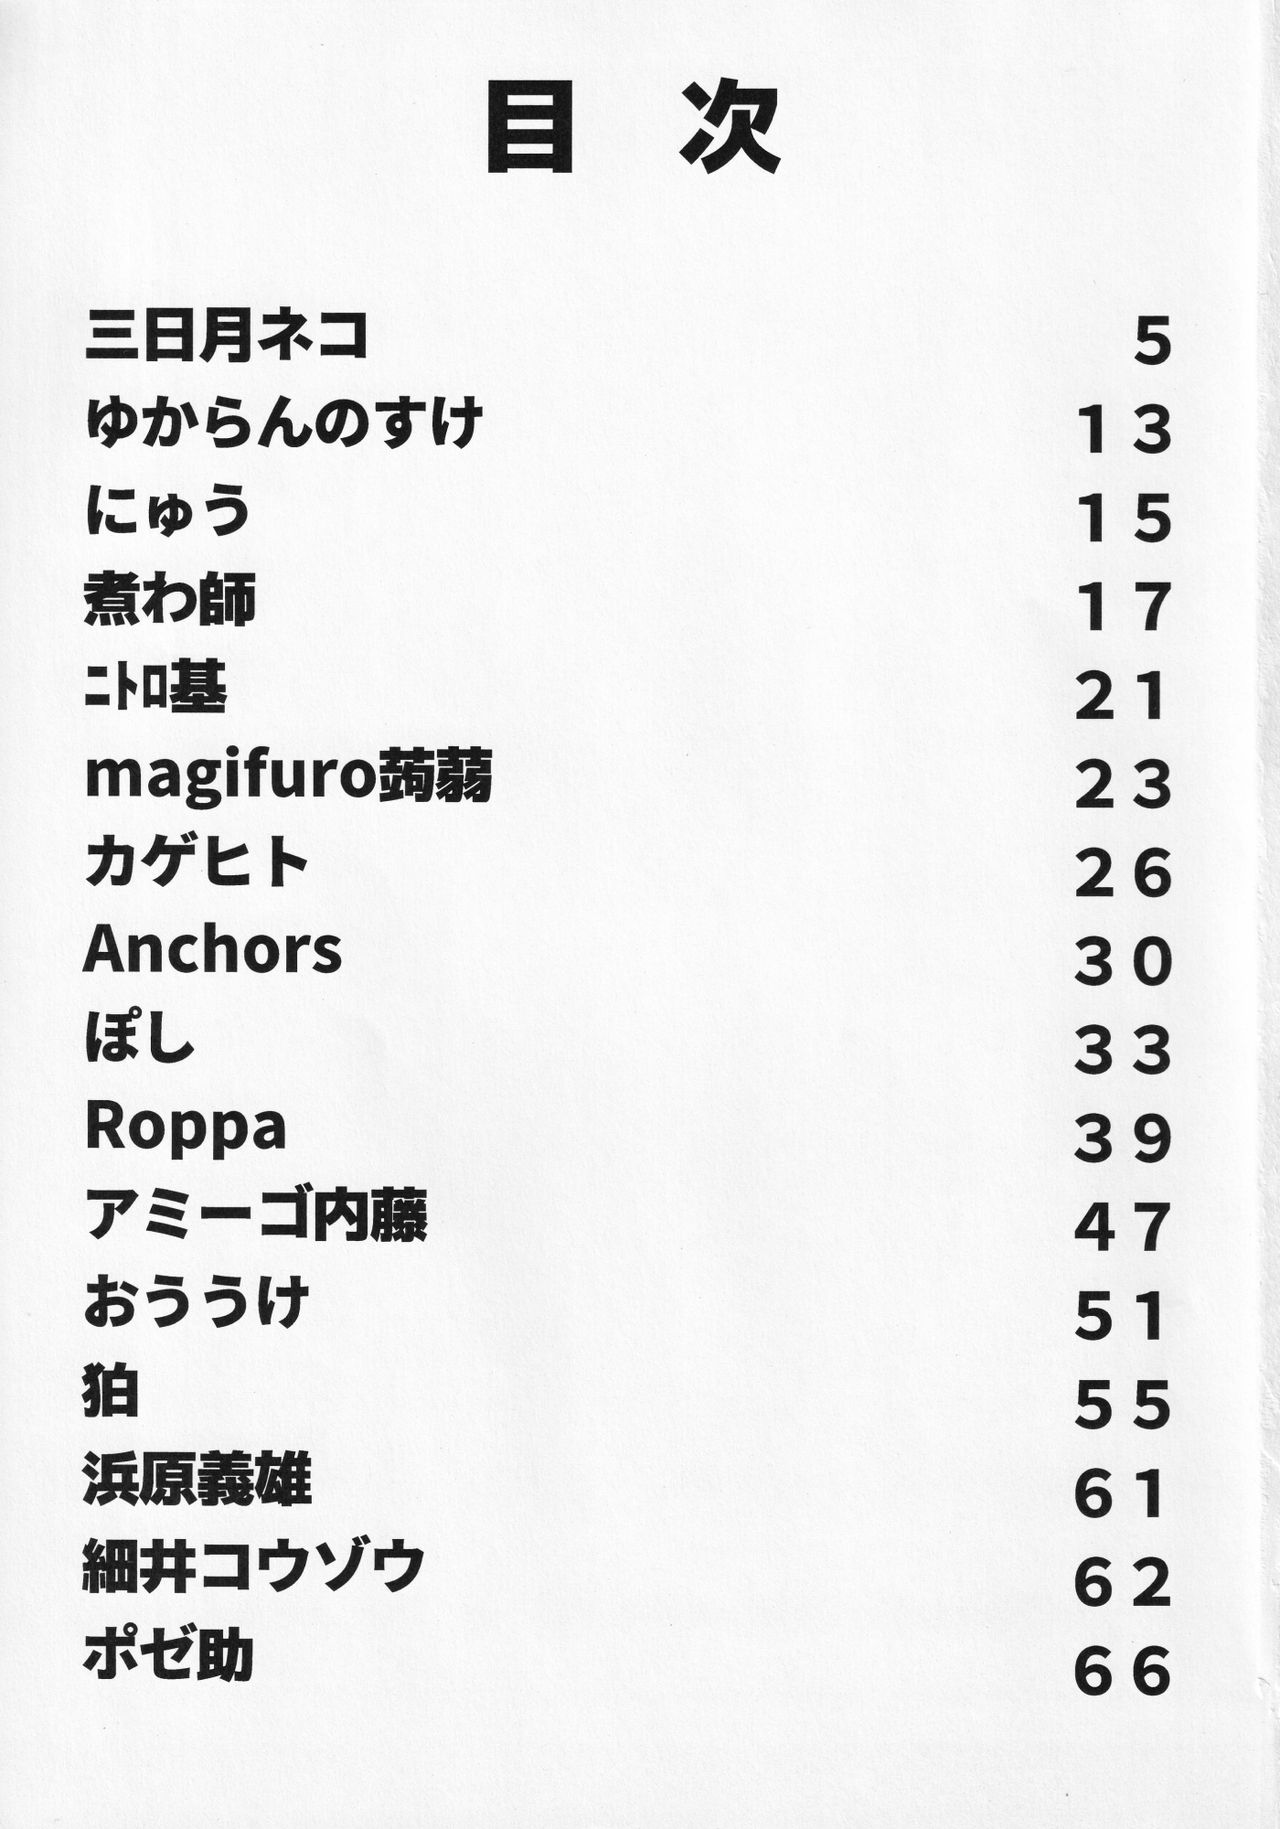 目 次
三日月ネコ ５
ゆからんのすけ １３
にゅう １５
煮わ師 １７
ﾆﾄﾛ基 ２１
magifuro蒟蒻 ２３
カゲヒト ２６
Anchors ３０
ぽし ３３
Roppa ３９
アミーゴ内藤 ４７
おううけ ５１
狛 ５５
浜原義雄 ６１
細井コウゾウ ６２
ポゼ助 ６６